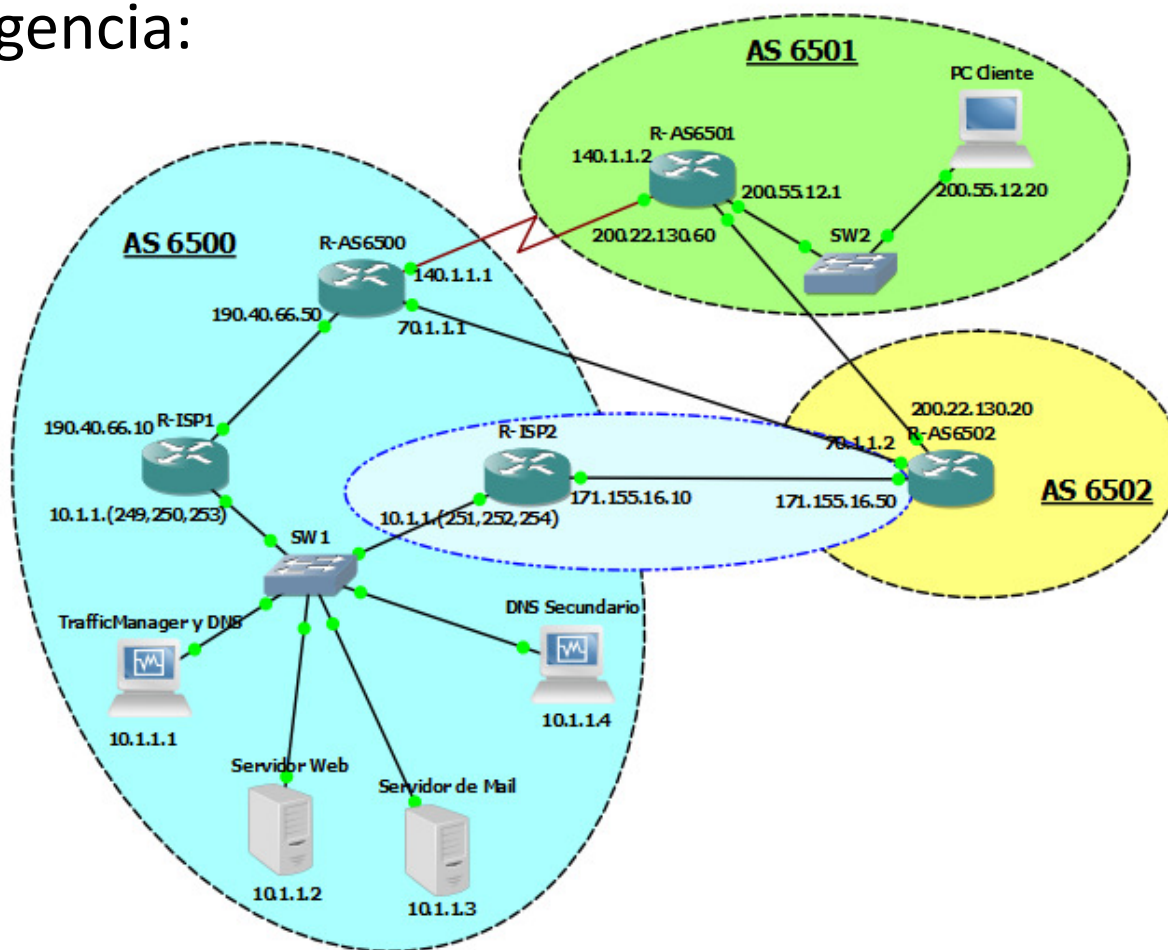 gencia:
AS 6501
PC Cliente
R-AS6501
140.1.1.2
200.55.12.1
200.55.12.20
SW2
200.22.130.60
AS 6500
R-AS6500
140.1.1.1
190.40.66.50
70.1.1.1
200.22.130.20
190.40.66.10
R-ISP1
R-ISP2
70.1.1.2
R-AS6502
171.155.16.10
171.155.16.50
AS 6502
10.1.1.(249,250,253)
10.1.1.(251,252,254)
SW1
TrafficManager y DNS
DNS Secundario
10.1.1.1
10.1.1.4
Servidor Web
Servidor de Mail
10.1.1.2
10.1.1.3